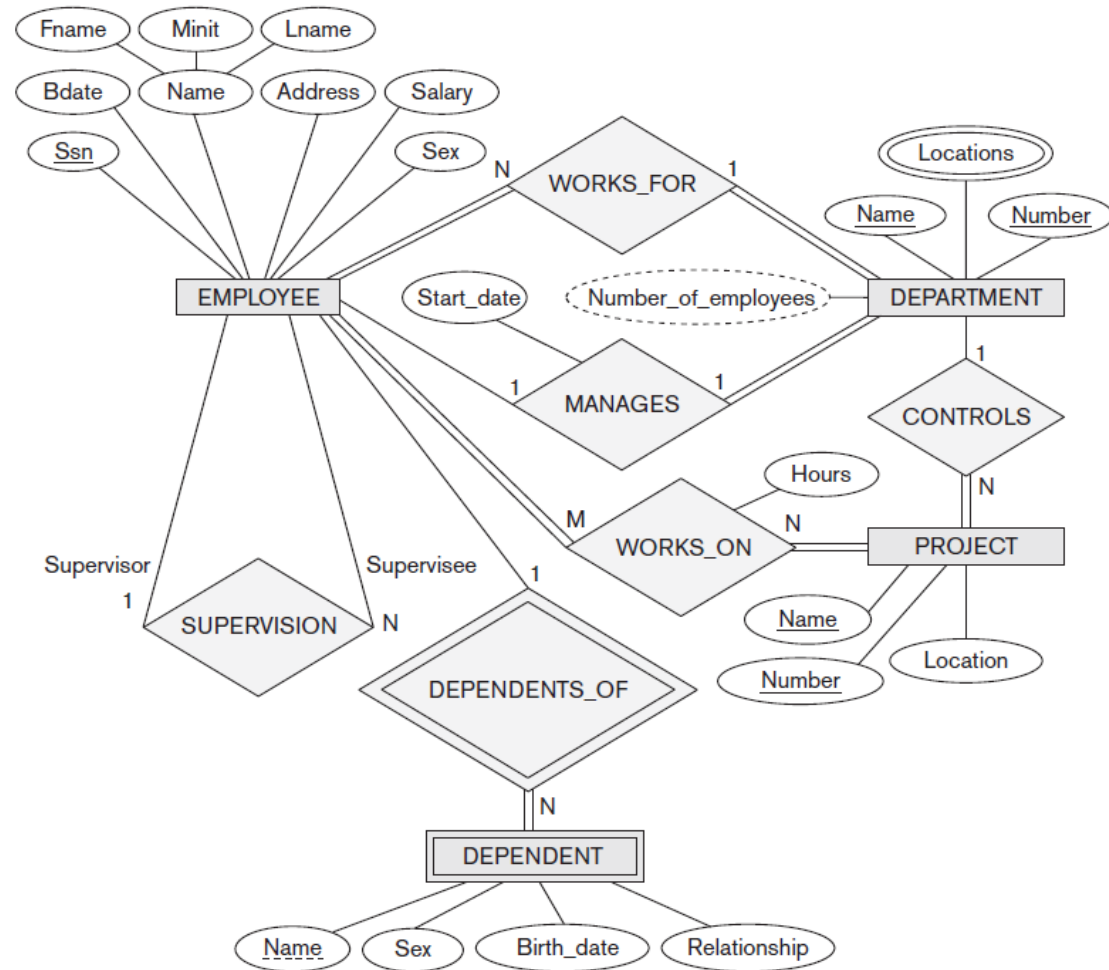 Fname Minit Lname
Bdate Name Address Salary
Ssn Sex
N WORKS_FOR 1
Locations
Name Number
EMPLOYEE Start_date Number_of_employees DEPARTMENT
1 MANAGES 1
1
CONTROLS
N
Hours
M WORKS_ON N
PROJECT
Supervisor Supervisee
1 SUPERVISION N
1
Name
Number Location
DEPENDENTS_OF
N
DEPENDENT
Name Sex Birth_date Relationship